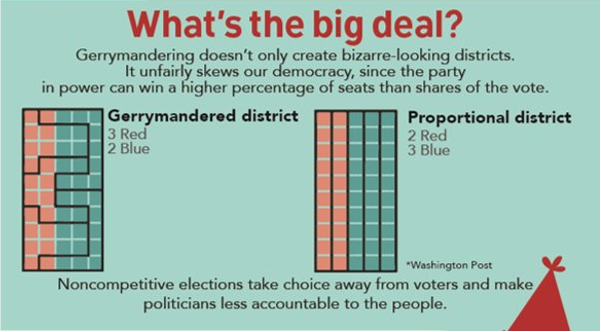 What's the big deal?
Gerrymandering doesn't only create bizarre-looking districts.
It unfairly skews our democracy, since the party
in power can win a higher percentage of seats than shares of the vote.
Gerrymandered district
3 Red
2 Blue
Proportional district
2 Red
3 Blue
*Washington Post
Noncompetitive elections take choice away from voters and make
politicians less accountable to the people.